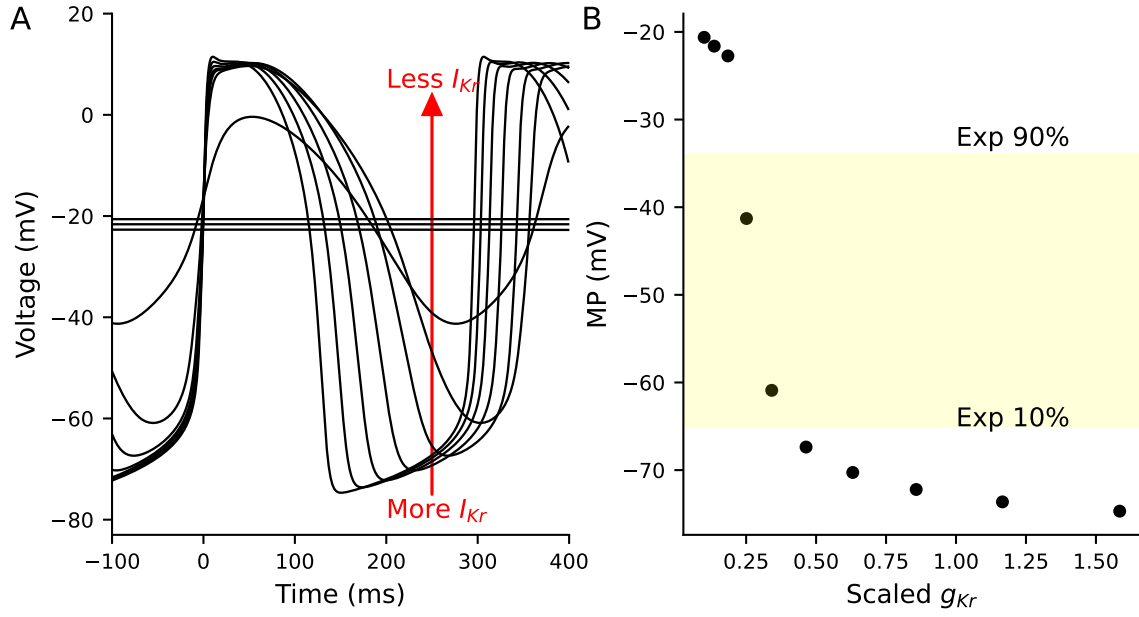 A
20
0
−20
−40
−60
−80
Voltage (mV)
Less I_Kr
More I_Kr
−100
0
100
200
300
400
Time (ms)
B
−20
−30
−40
−50
−60
−70
MP (mV)
Exp 90%
Exp 10%
0.25
0.50
0.75
1.00
1.25
1.50
Scaled g_Kr